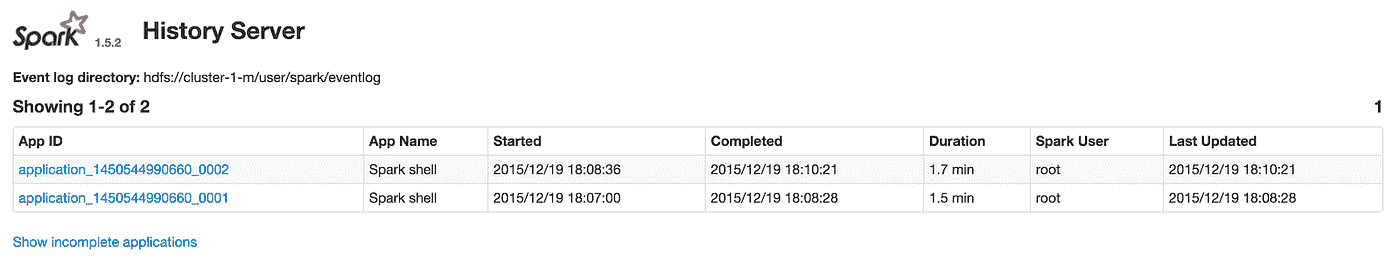 Spark 1.5.2 History Server
Event log directory: hdfs://cluster-1-m/user/spark/eventlog
Showing 1-2 of 2 1
App ID App Name Started Completed Duration Spark User Last Updated
application_1450544990660_0002 Spark shell 2015/12/19 18:08:36 2015/12/19 18:10:21 1.7 min root 2015/12/19 18:10:21
application_1450544990660_0001 Spark shell 2015/12/19 18:07:00 2015/12/19 18:08:28 1.5 min root 2015/12/19 18:08:28
Show incomplete applications